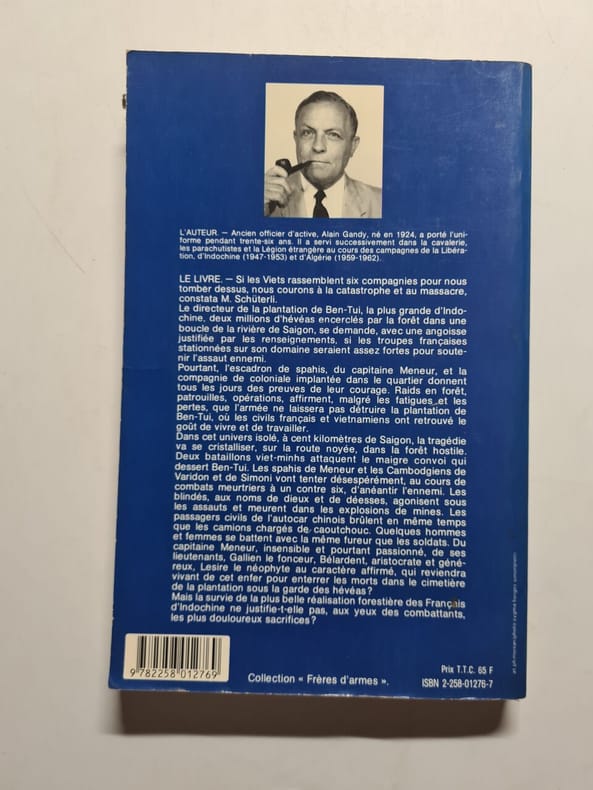 L'AUTEUR. — Ancien officier d'active, Alain Gandy, né en 1924, a porté l'uni-
forme pendant trente-six ans. Il a servi successivement dans la cavalerie,
les parachutistes et la Légion étrangère au cours des campagnes de la Libéra-
tion, d'Indochine (1947-1953) et d'Algérie (1959-1962).
LE LIVRE. — Si les Viets rassemblent six compagnies pour nous
tomber dessus, nous courons à la catastrophe et au massacre,
constata M. Schüterli.
Le directeur de la plantation de Ben-Tui, la plus grande d'Indo-
chine, deux millions d'hévéas encerclés par la forêt dans une
boucle de la rivière de Saigon, se demande, avec une angoisse
justifiée par les renseignements, si les troupes françaises
stationnées sur son domaine seraient assez fortes pour soute-
nir l'assaut ennemi.
Pourtant, l'escadron de spahis, du capitaine Meneur, et la
compagnie de coloniale implantée dans le quartier donnent
tous les jours des preuves de leur courage. Raids en forêt,
patrouilles, opérations, affirment, malgré les fatigues et les
pertes, que l'armée ne laissera pas détruire la plantation de
Ben-Tui, où les civils français et vietnamiens ont retrouvé le
goût de vivre et de travailler.
Dans cet univers isolé, à cent kilomètres de Saigon, la tragédie
va se cristalliser, sur la route noyée, dans la forêt hostile.
Deux bataillons viet-minhs attaquent le maigre convoi qui
dessert Ben-Tui. Les spahis de Meneur et les Cambodgiens de
Varidon et de Simoni vont tenter désespérément, au cours de
combats meurtriers à un contre six, d'anéantir l'ennemi. Les
blindés, aux noms de dieux et de déesses, agonisent sous
les assauts et meurent dans les explosions de mines. Les
passagers civils de l'autocar chinois brûlent en même temps
que les camions chargés de caoutchouc. Quelques hommes
et femmes se battent avec la même fureur que les soldats. Du
capitaine Meneur, insensible et pourtant passionné, de ses
lieutenants, Gallien le fonceur, Bélardent, aristocrate et géné-
reux, Lesire le néophyte au caractère affirmé, qui reviendra
vivant de cet enfer pour enterrer les morts dans le cimetière
de la plantation sous la garde des hévéas?
Mais la survie de la plus belle réalisation forestière des Français
d'Indochine ne justifie-t-elle pas, aux yeux des combattants,
les plus douloureux sacrifices?
9 782258 012769
Collection « Frères d'armes ».
Prix T.T.C. 65 F
ISBN 2-258-01276-7